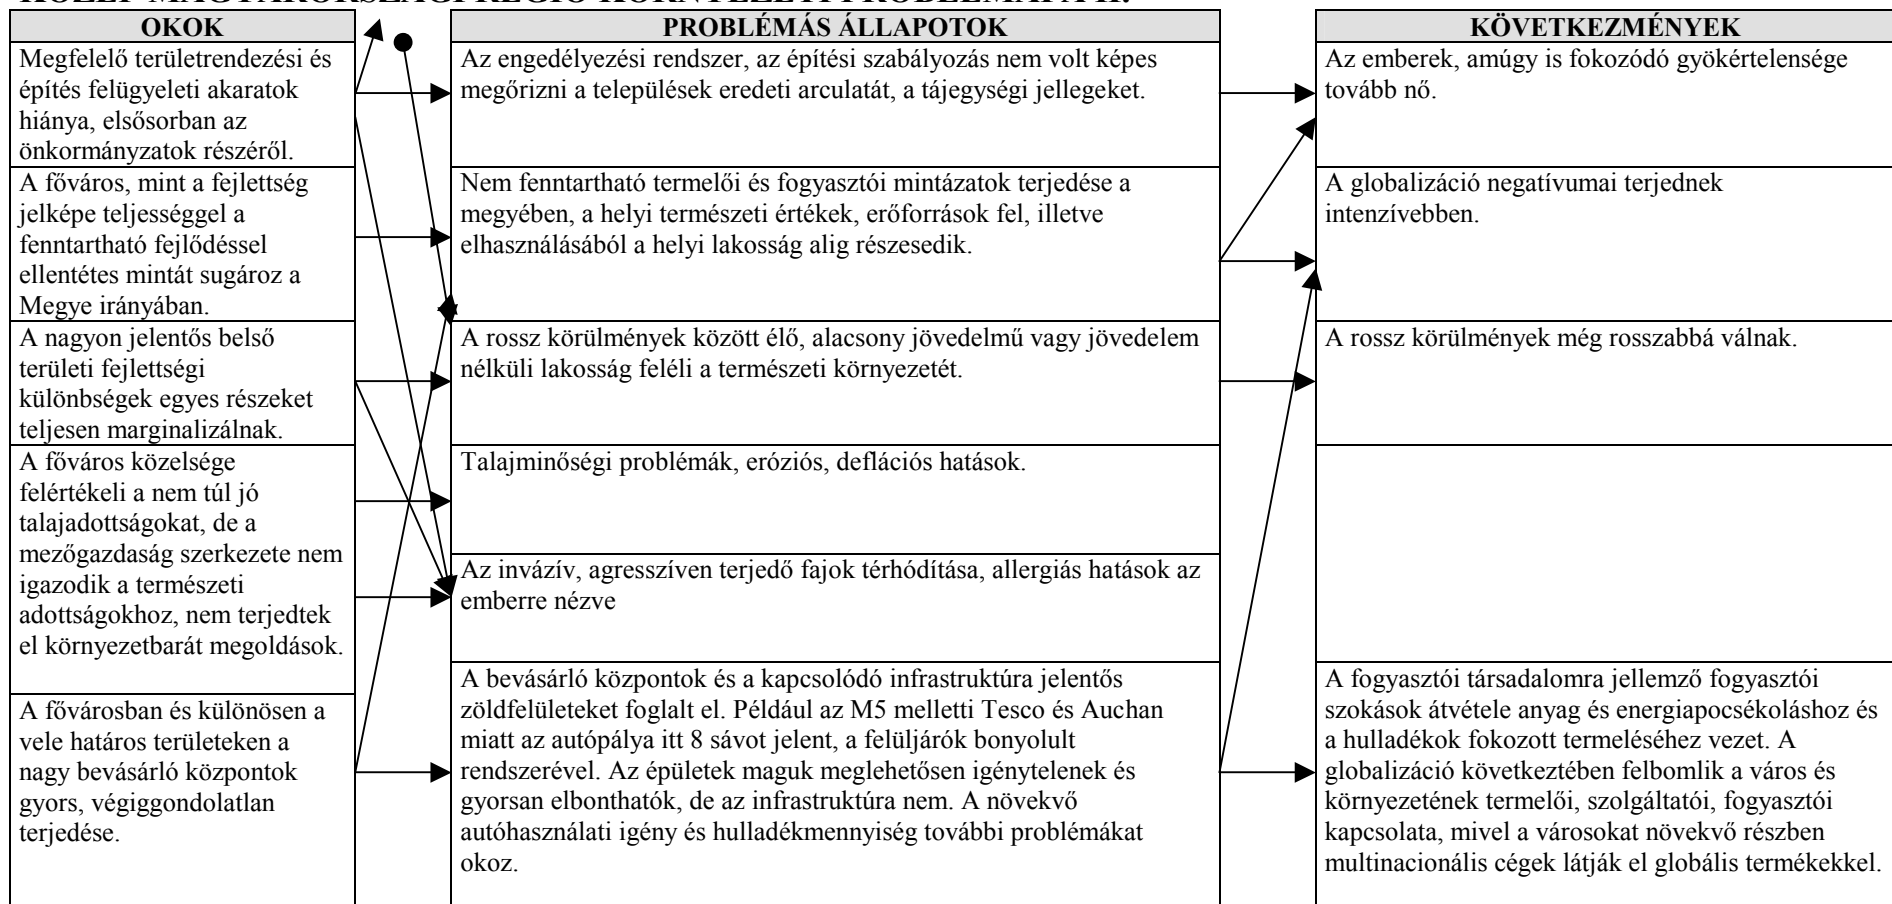 KÖZÉP-MAGYARORSZÁGI RÉGIÓ KÖRNYEZETI PROBLÉMAFA II.
OKOK
Megfelelő területrendezési és
építés felügyeleti akaratok
hiánya, elsősorban az
önkormányzatok részéről.
A főváros, mint a fejlettség
jelképe teljességgel a
fenntartható fejlődéssel
ellentétes mintát sugároz a
Megye irányában.
A nagyon jelentős belső
területi fejlettségi
különbségek egyes részeket
teljesen marginalizálnak.
A főváros közelsége
felértékeli a nem túl jó
talajadottságokat, de a
mezőgazdaság szerkezete nem
igazodik a természeti
adottságokhoz, nem terjedtek
el környezetbarát megoldások.
A fővárosban és különösen a
vele határos területeken a
nagy bevásárló központok
gyors, végiggondolatlan
terjedése.
PROBLÉMÁS ÁLLAPOTOK
Az engedélyezési rendszer, az építési szabályozás nem volt képes
megőrizni a települések eredeti arculatát, a tájegységi jellegeket.
Nem fenntartható termelői és fogyasztói mintázatok terjedése a
megyében, a helyi természeti értékek, erőforrások fel, illetve
elhasználásából a helyi lakosság alig részesedik.
A rossz körülmények között élő, alacsony jövedelmű vagy jövedelem
nélküli lakosság feléli a természeti környezetét.
Talajminőségi problémák, eróziós, deflációs hatások.
Az invázív, agresszíven terjedő fajok térhódítása, allergiás hatások az
emberre nézve
A bevásárló központok és a kapcsolódó infrastruktúra jelentős
zöldfelületeket foglalt el. Például az M5 melletti Tesco és Auchan
miatt az autópálya itt 8 sávot jelent, a felüljárók bonyolult
rendszerével. Az épületek maguk meglehetősen igénytelenek és
gyorsan elbonthatók, de az infrastruktúra nem. A növekvő
autóhasználati igény és hulladékmennyiség további problémákat
okoz.
KÖVETKEZMÉNYEK
Az emberek, amúgy is fokozódó gyökértelensége
tovább nő.
A globalizáció negatívumai terjednek
intenzívebben.
A rossz körülmények még rosszabbá válnak.
A fogyasztói társadalomra jellemző fogyasztói
szokások átvétele anyag és energiapocsékoláshoz és
a hulladékok fokozott termeléséhez vezet. A
globalizáció következtében felbomlik a város és
környezetének termelői, szolgáltatói, fogyasztói
kapcsolata, mivel a városokat növekvő részben
multinacionális cégek látják el globális termékekkel.